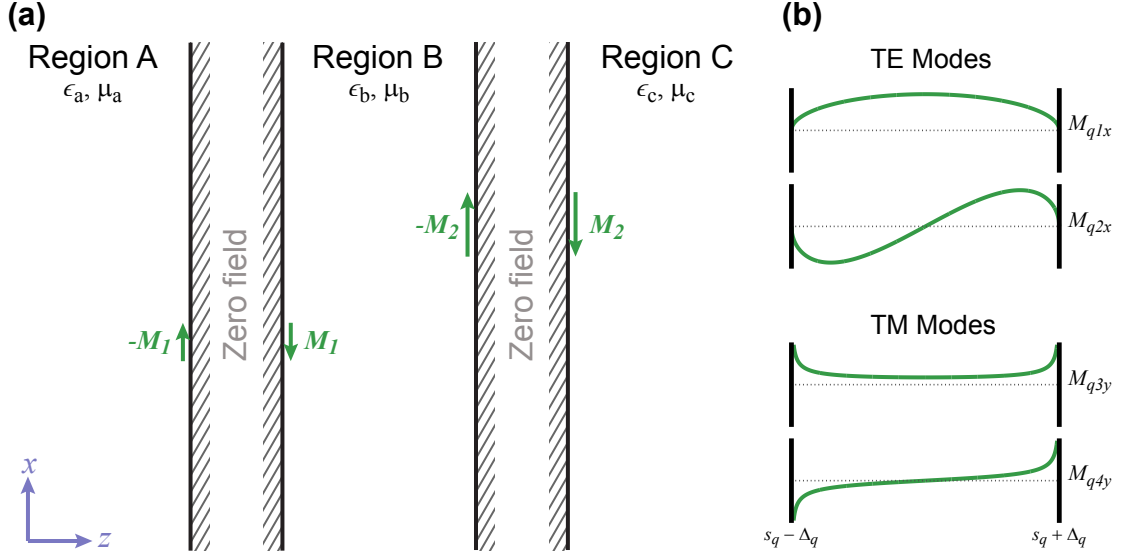 (a)
Region A
ϵa, μa
Region B
ϵb, μb
Region C
ϵc, μc
Zero field
Zero field
-M2
M2
-M1
M1
x
z
(b)
TE Modes
Mq1x
Mq2x
TM Modes
Mq3y
Mq4y
sq − Δq
sq + Δq